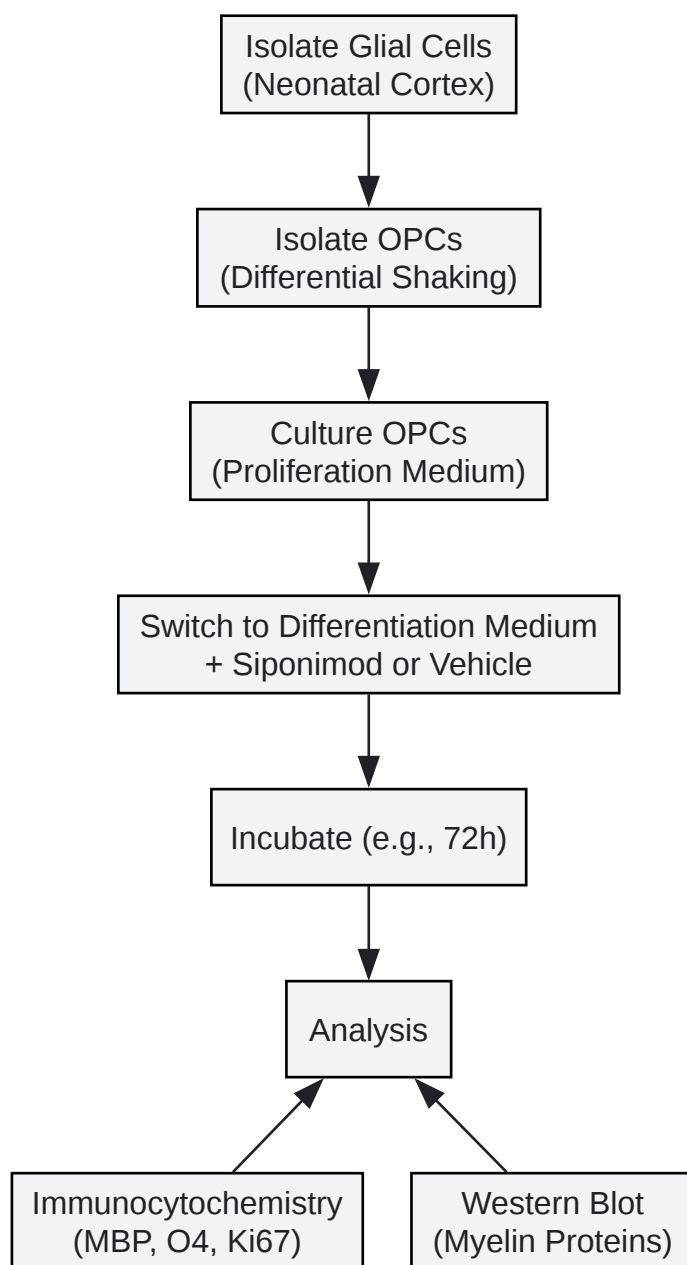 Isolate Glial Cells
(Neonatal Cortex)
Isolate OPCs
(Differential Shaking)
Culture OPCs
(Proliferation Medium)
Switch to Differentiation Medium
+ Siponimod or Vehicle
Incubate (e.g., 72h)
Analysis
Immunocytochemistry
(MBP, O4, Ki67)
Western Blot
(Myelin Proteins)